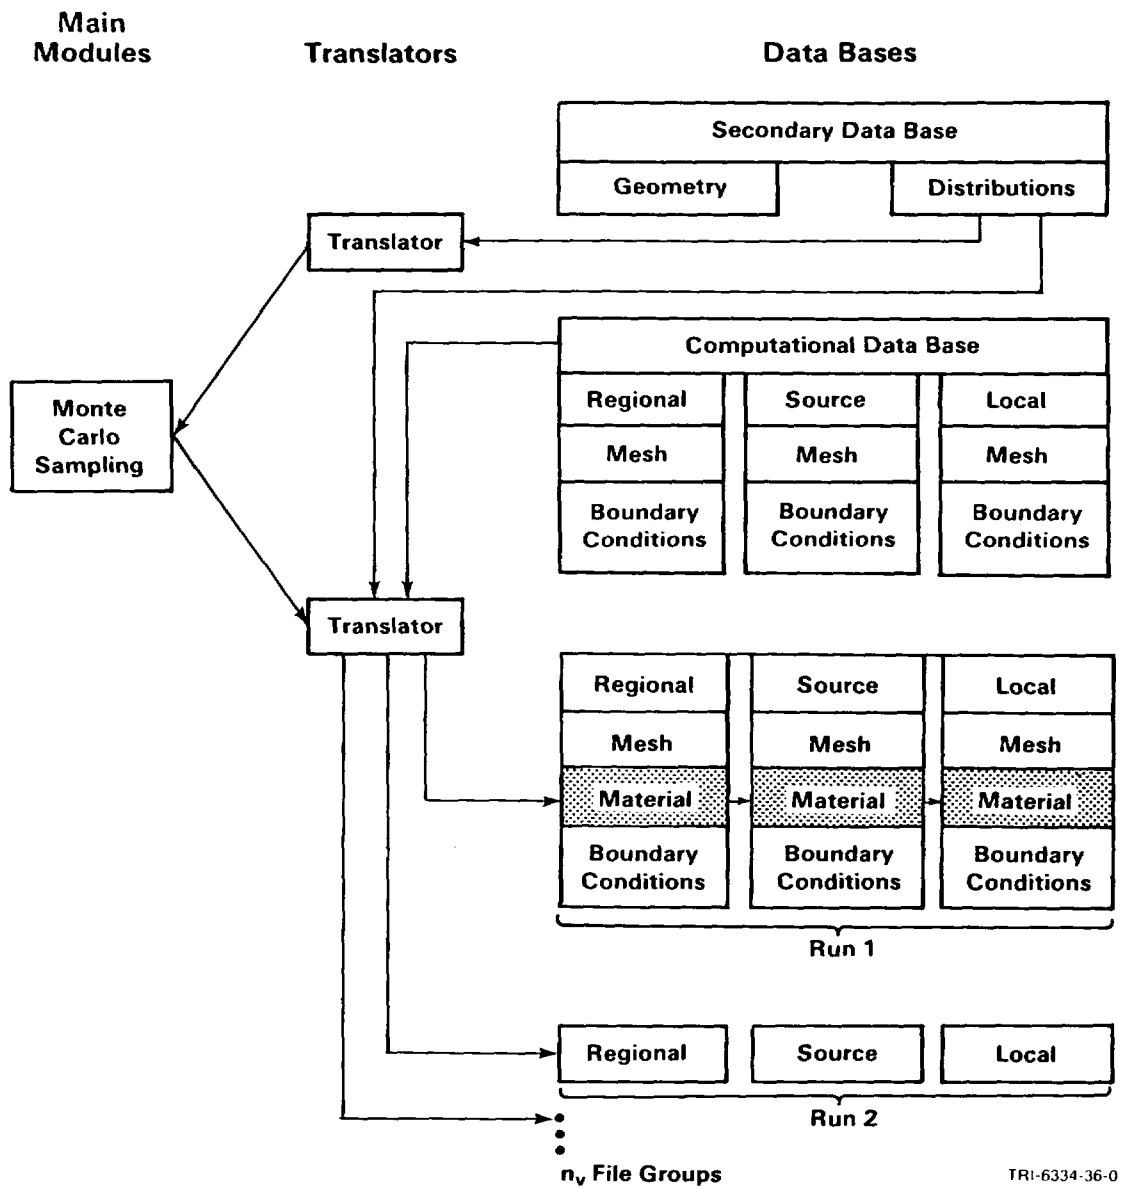 Main
Modules
Translators
Data Bases
Secondary Data Base
Geometry
Distributions
Translator
Computational Data Base
Regional
Source
Local
Monte
Carlo
Sampling
Mesh
Mesh
Mesh
Boundary
Conditions
Boundary
Conditions
Boundary
Conditions
Translator
Regional
Source
Local
Mesh
Mesh
Mesh
Material
Material
Material
Boundary
Conditions
Boundary
Conditions
Boundary
Conditions
Run 1
Regional
Source
Local
Run 2
nv File Groups
TRI-6334-36-0